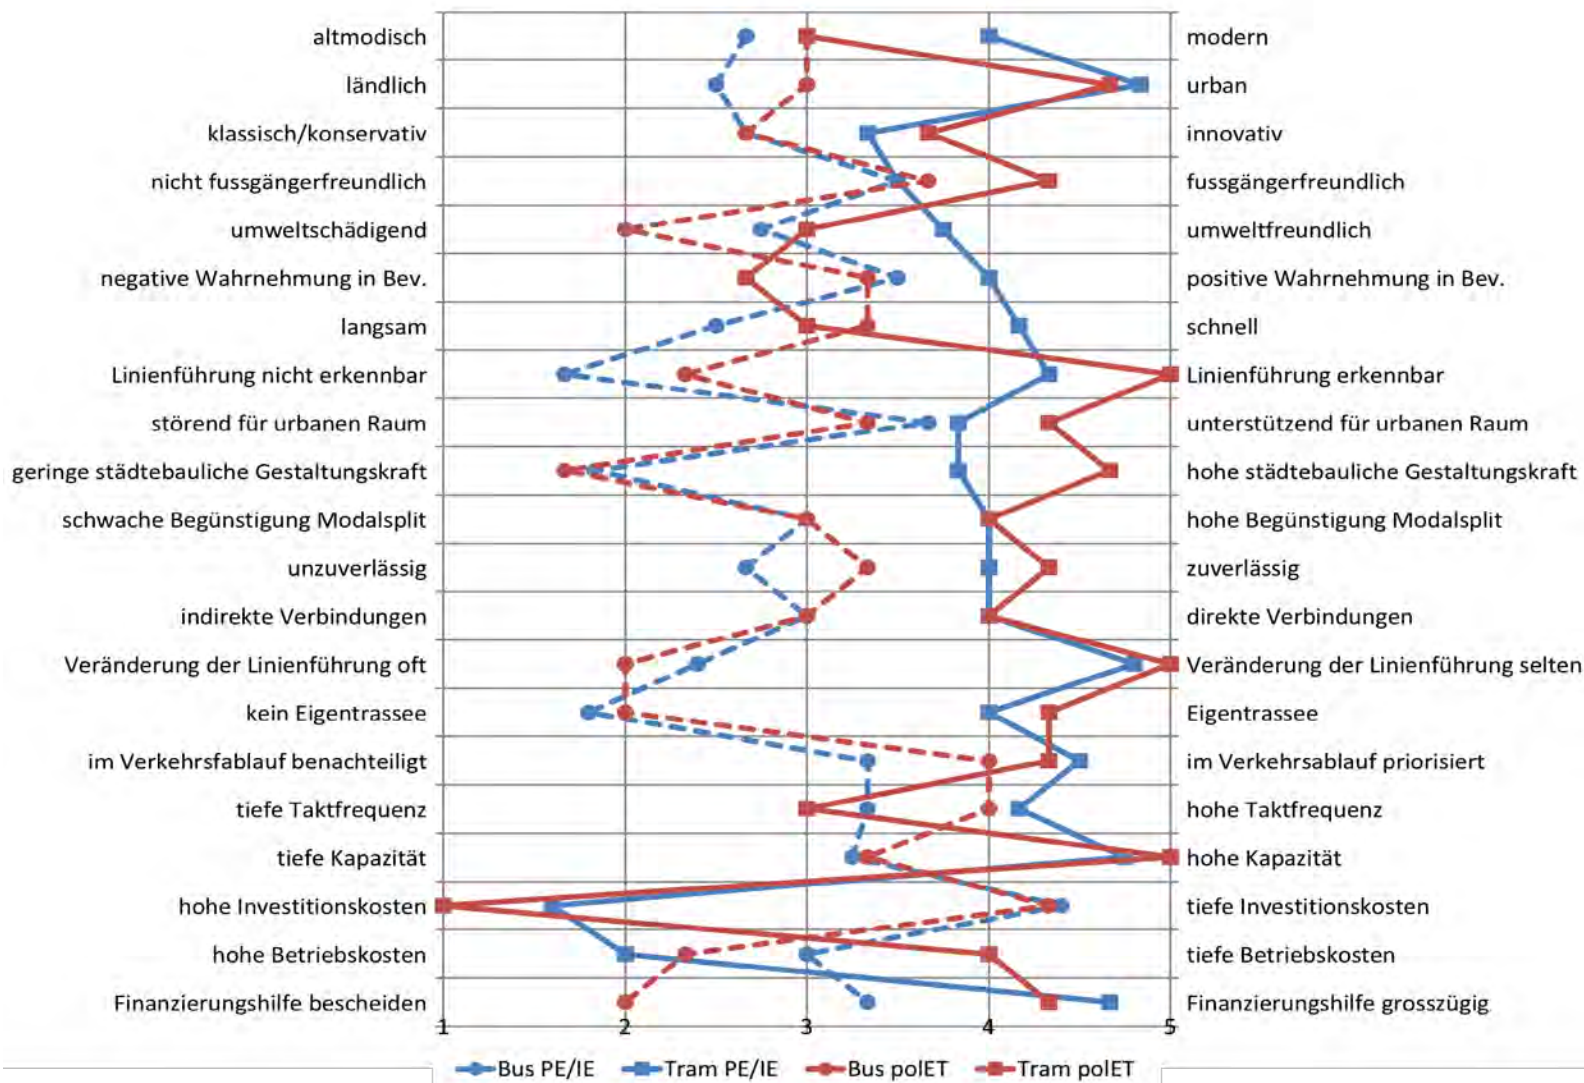 altmodisch modern
ländlich urban
klassisch/konservativ innovativ
nicht fussgängerfreundlich fussgängerfreundlich
umweltschädigend umweltfreundlich
negative Wahrnehmung in Bev. positive Wahrnehmung in Bev.
langsam schnell
Linienführung nicht erkennbar Linienführung erkennbar
störend für urbanen Raum unterstützend für urbanen Raum
geringe städtebauliche Gestaltungskraft hohe städtebauliche Gestaltungskraft
schwache Begünstigung Modalsplit hohe Begünstigung Modalsplit
unzuverlässig zuverlässig
indirekte Verbindungen direkte Verbindungen
Veränderung der Linienführung oft Veränderung der Linienführung selten
kein Eigentrassee Eigentrassee
im Verkehrsfablauf benachteiligt im Verkehrsablauf priorisiert
tiefe Taktfrequenz hohe Taktfrequenz
tiefe Kapazität hohe Kapazität
hohe Investitionskosten tiefe Investitionskosten
hohe Betriebskosten tiefe Betriebskosten
Finanzierungshilfe bescheiden Finanzierungshilfe grosszügig
1 2 3 4 5
Bus PE/IE Tram PE/IE Bus polET Tram polET